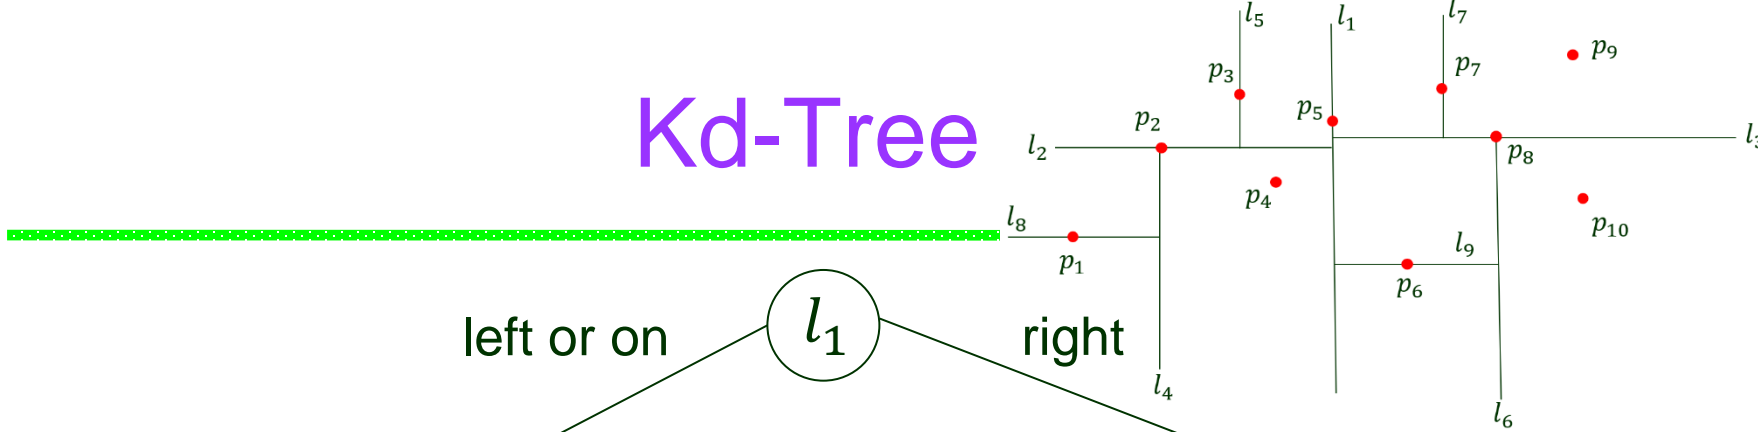 Kd-Tree
l₅
l₁
l₇
p₉
p₃
p₇
p₅
p₂
l₂
l₃
p₈
p₄
l₈
p₁₀
l₉
p₁
p₆
left or on
l₁
right
l₄
l₆